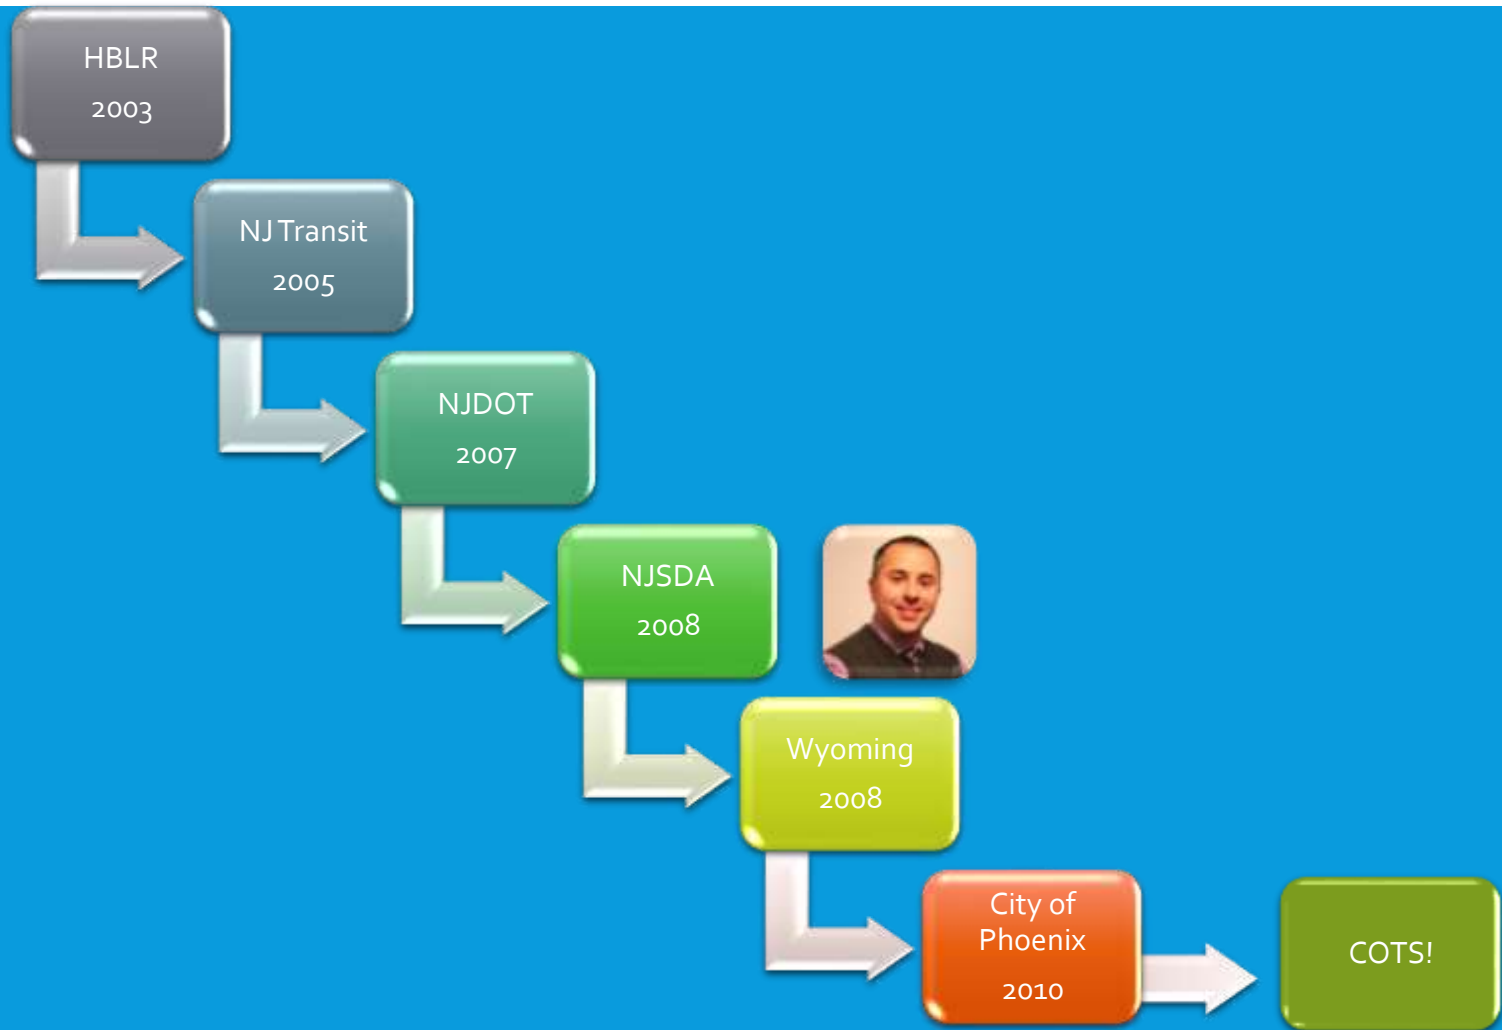 HBLR
2003
NJ Transit
2005
NJDOT
2007
NJSDA
2008
Wyoming
2008
City of
Phoenix
2010
COTS!